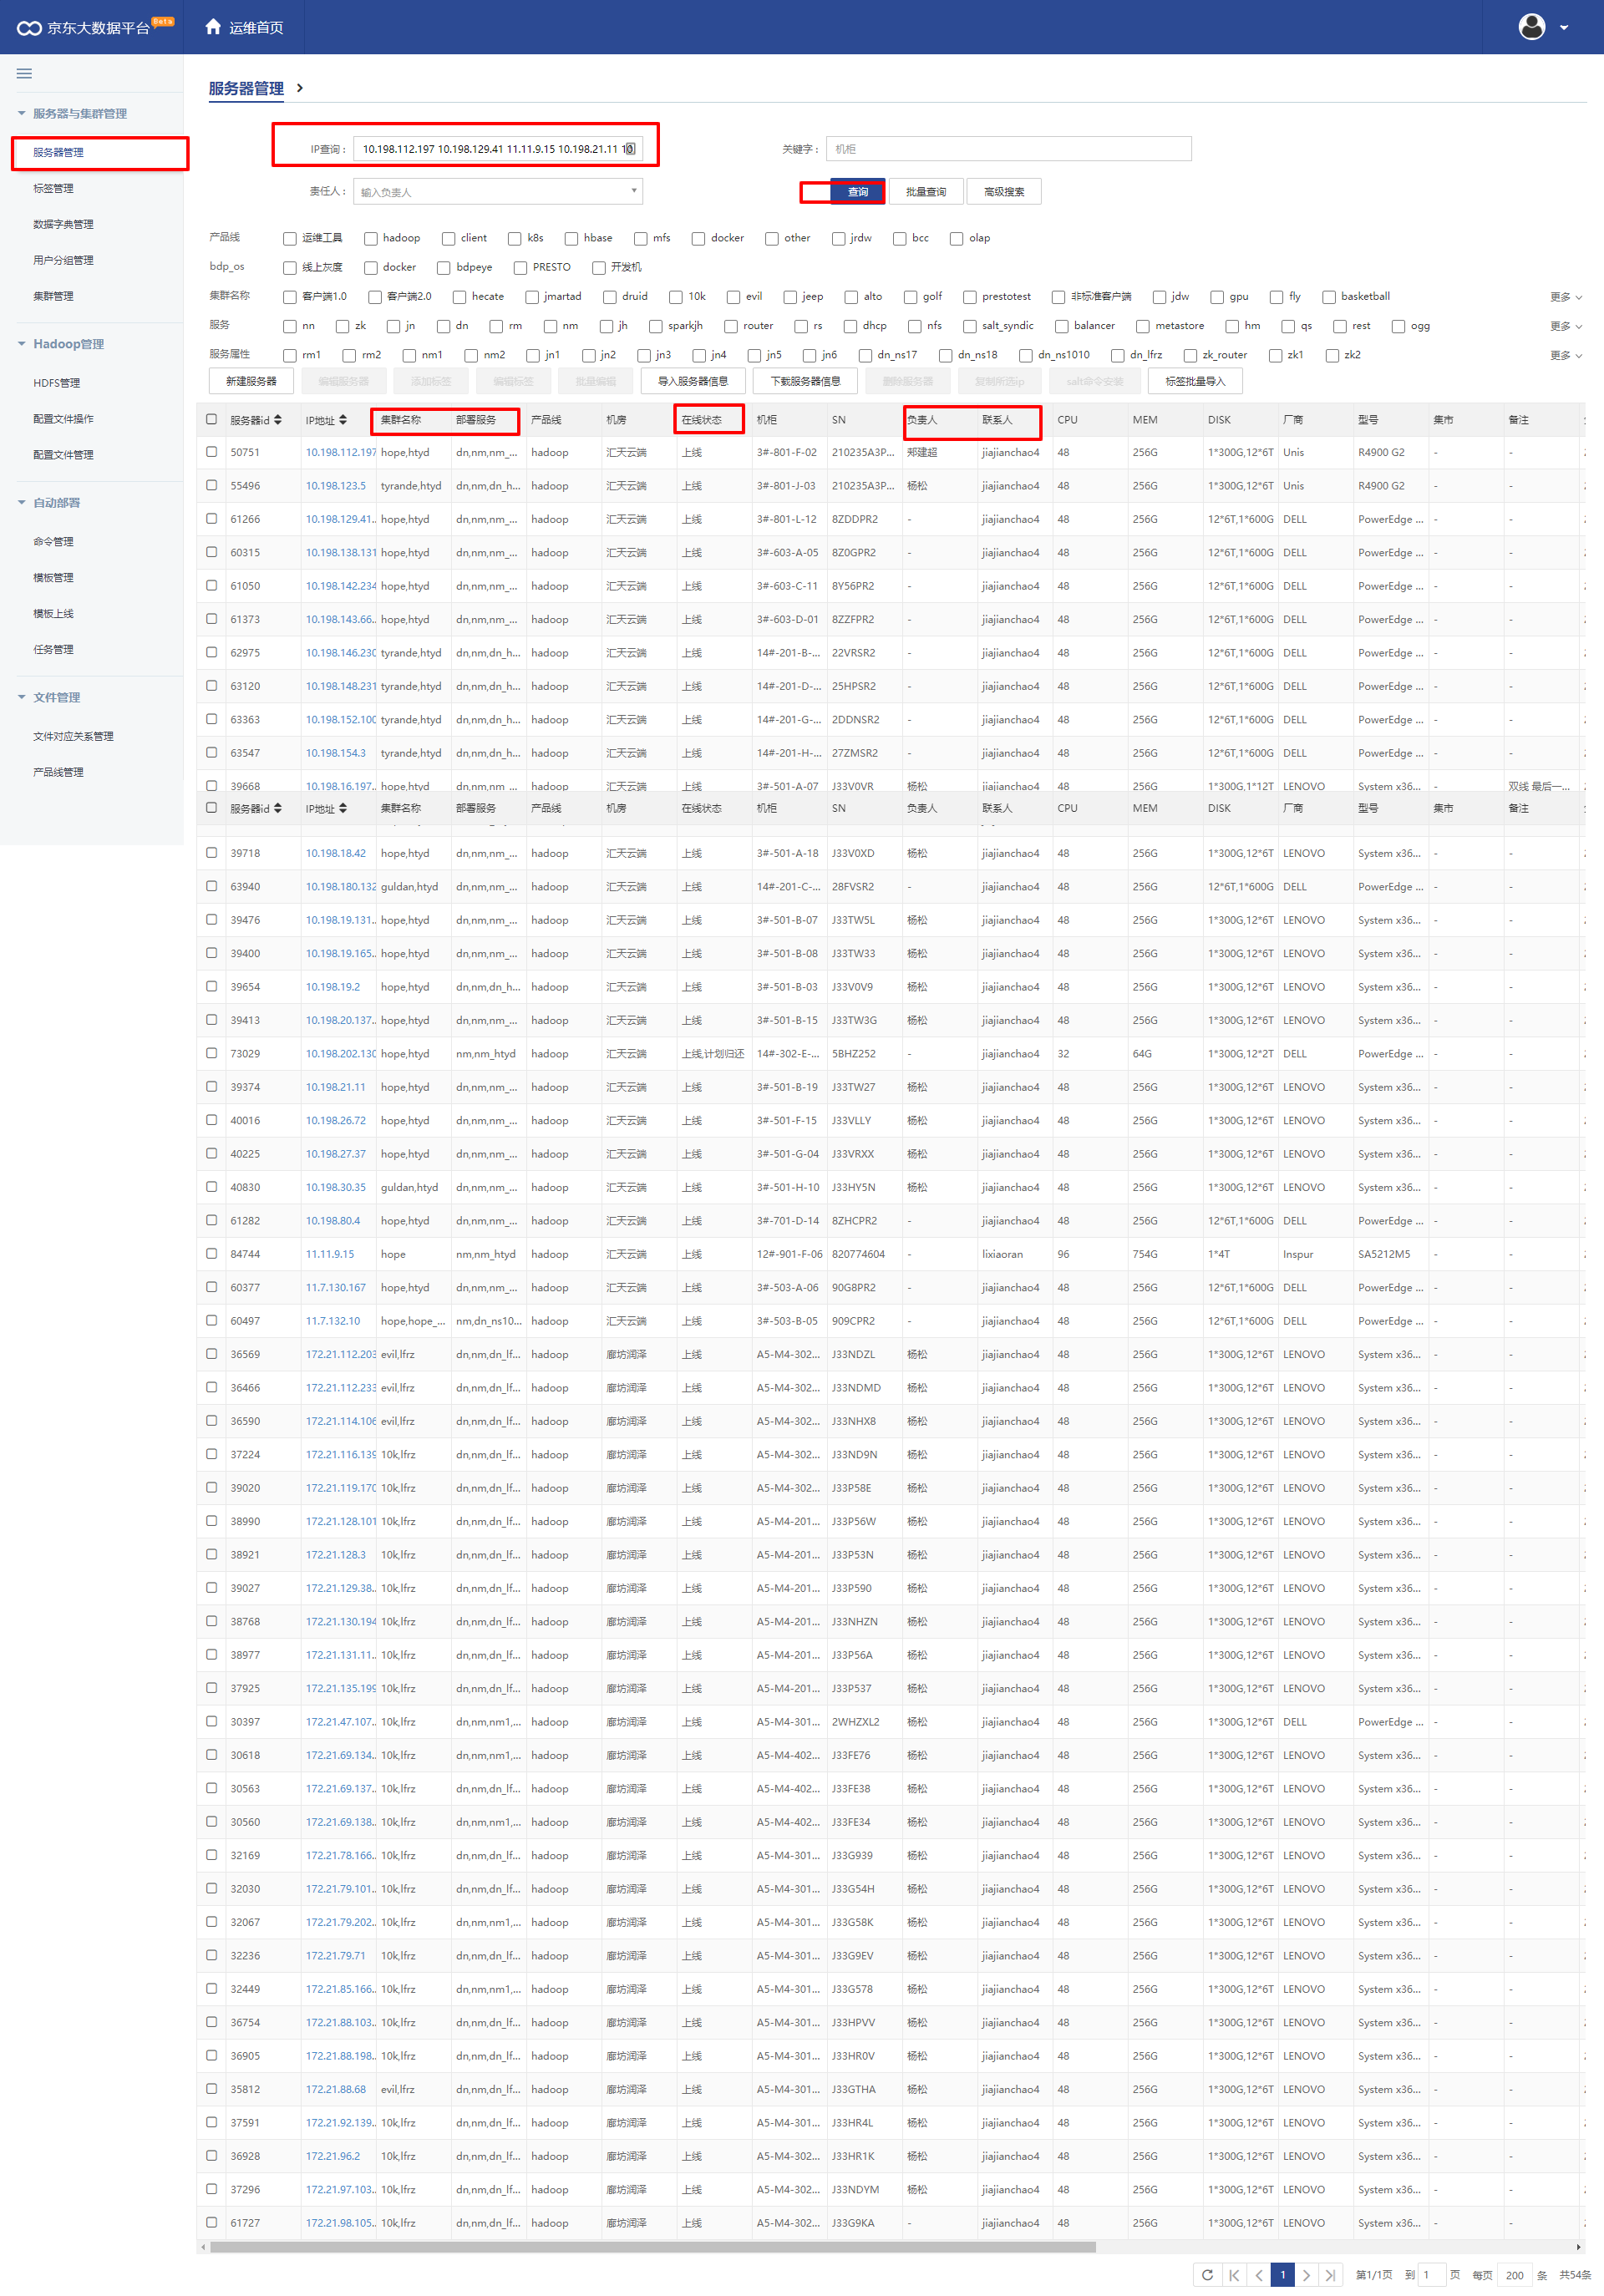 京东大数据平台 Beta 运维首页
服务器与集群管理
服务器管理
标签管理
数据字典管理
用户分组管理
集群管理
Hadoop管理
HDFS管理
配置文件操作
配置文件管理
自动部署
命令管理
模板管理
模板上线
任务管理
文件管理
文件对应关系管理
产品线管理
服务器管理 >
IP查询： 10.198.112.197 10.198.129.41 11.11.9.15 10.198.21.11 10 关键字： 机柜
责任人： 输入负责人 查询 批量查询 高级搜索
产品线 运维工具 hadoop client k8s hbase mfs docker other jrdw bcc olap
bdp_os 线上灰度 docker bdpeye PRESTO 开发机
集群名称 客户端1.0 客户端2.0 hecate jmartad druid 10k evil jeep alto golf prestotest 非标准客户端 jdw gpu fly basketball 更多
服务 nn zk jn dn rm nm jh sparkjh router rs dhcp nfs salt_syndic balancer metastore hm qs rest ogg 更多
服务属性 rm1 rm2 nm1 nm2 jn1 jn2 jn3 jn4 jn5 jn6 dn_ns17 dn_ns18 dn_ns1010 dn_lfrz zk_router zk1 zk2 更多
新建服务器 编辑服务器 添加标签 编辑标签 批量编辑 导入服务器信息 下载服务器信息 删除服务器 复制所选ip salt命令安装 标签批量导入
服务器id IP地址 集群名称 部署服务 产品线 机房 在线状态 机柜 SN 负责人 联系人 CPU MEM DISK 厂商 型号 集市 备注
50751 10.198.112.197 hope,htyd dn,nm,nm_... hadoop 汇天云端 上线 3#-801-F-02 210235A3P... 郏建超 jiajianchao4 48 256G 1*300G,12*6T Unis R4900 G2 - -
55496 10.198.123.5 tyrande,htyd dn,nm,dn_h... hadoop 汇天云端 上线 3#-801-J-03 210235A3P... 杨松 jiajianchao4 48 256G 1*300G,12*6T Unis R4900 G2 - -
61266 10.198.129.41... hope,htyd dn,nm,nm_... hadoop 汇天云端 上线 3#-801-L-12 8ZDDPR2 - jiajianchao4 48 256G 12*6T,1*600G DELL PowerEdge ... - -
60315 10.198.138.131 hope,htyd dn,nm,nm_... hadoop 汇天云端 上线 3#-603-A-05 8Z0GPR2 - jiajianchao4 48 256G 12*6T,1*600G DELL PowerEdge ... - -
61050 10.198.142.234 hope,htyd dn,nm,nm_... hadoop 汇天云端 上线 3#-603-C-11 8Y56PR2 - jiajianchao4 48 256G 12*6T,1*600G DELL PowerEdge ... - -
61373 10.198.143.66... hope,htyd dn,nm,nm_... hadoop 汇天云端 上线 3#-603-D-01 8ZZFPR2 - jiajianchao4 48 256G 12*6T,1*600G DELL PowerEdge ... - -
62975 10.198.146.230 tyrande,htyd dn,nm,dn_h... hadoop 汇天云端 上线 14#-201-B-... 22VRSR2 - jiajianchao4 48 256G 12*6T,1*600G DELL PowerEdge ... - -
63120 10.198.148.231 tyrande,htyd dn,nm,dn_h... hadoop 汇天云端 上线 14#-201-D-... 25HPSR2 - jiajianchao4 48 256G 12*6T,1*600G DELL PowerEdge ... - -
63363 10.198.152.100 tyrande,htyd dn,nm,dn_h... hadoop 汇天云端 上线 14#-201-G-... 2DDNSR2 - jiajianchao4 48 256G 12*6T,1*600G DELL PowerEdge ... - -
63547 10.198.154.3 tyrande,htyd dn,nm,dn_h... hadoop 汇天云端 上线 14#-201-H-... 27ZMSR2 - jiajianchao4 48 256G 12*6T,1*600G DELL PowerEdge ... - -
39668 10.198.16.197... hope,htyd dn,nm,nm_... hadoop 汇天云端 上线 3#-501-A-07 J33V0VR 杨松 jiajianchao4 48 256G 1*300G,1*12T LENOVO System x36... - 双线 最后一...
服务器id IP地址 集群名称 部署服务 产品线 机房 在线状态 机柜 SN 负责人 联系人 CPU MEM DISK 厂商 型号 集市 备注
39718 10.198.18.42 hope,htyd dn,nm,nm_... hadoop 汇天云端 上线 3#-501-A-18 J33V0XD 杨松 jiajianchao4 48 256G 1*300G,12*6T LENOVO System x36... - -
63940 10.198.180.132 guldan,htyd dn,nm,nm_... hadoop 汇天云端 上线 14#-201-C-... 28FVSR2 - jiajianchao4 48 256G 12*6T,1*600G DELL PowerEdge ... - -
39476 10.198.19.131... hope,htyd dn,nm,nm_... hadoop 汇天云端 上线 3#-501-B-07 J33TW5L 杨松 jiajianchao4 48 256G 1*300G,12*6T LENOVO System x36... - -
39400 10.198.19.165... hope,htyd dn,nm,nm_... hadoop 汇天云端 上线 3#-501-B-08 J33TW33 杨松 jiajianchao4 48 256G 1*300G,12*6T LENOVO System x36... - -
39654 10.198.19.2 hope,htyd dn,nm,dn_h... hadoop 汇天云端 上线 3#-501-B-03 J33V0V9 杨松 jiajianchao4 48 256G 1*300G,12*6T LENOVO System x36... - -
39413 10.198.20.137... hope,htyd dn,nm,nm_... hadoop 汇天云端 上线 3#-501-B-15 J33TW3G 杨松 jiajianchao4 48 256G 1*300G,12*6T LENOVO System x36... - -
73029 10.198.202.130 hope,htyd nm,nm_htyd hadoop 汇天云端 上线,计划归还 14#-302-E-... 5BHZ252 - jiajianchao4 32 64G 1*300G,12*2T DELL PowerEdge ... - -
39374 10.198.21.11 hope,htyd dn,nm,nm_... hadoop 汇天云端 上线 3#-501-B-19 J33TW27 杨松 jiajianchao4 48 256G 1*300G,12*6T LENOVO System x36... - -
40016 10.198.26.72 hope,htyd dn,nm,nm_... hadoop 汇天云端 上线 3#-501-F-15 J33VLLY 杨松 jiajianchao4 48 256G 1*300G,12*6T LENOVO System x36... - -
40225 10.198.27.37 hope,htyd dn,nm,nm_... hadoop 汇天云端 上线 3#-501-G-04 J33VRXX 杨松 jiajianchao4 48 256G 1*300G,12*6T LENOVO System x36... - -
40830 10.198.30.35 guldan,htyd dn,nm,nm_... hadoop 汇天云端 上线 3#-501-H-10 J33HY5N 杨松 jiajianchao4 48 256G 1*300G,12*6T LENOVO System x36... - -
61282 10.198.80.4 hope,htyd dn,nm,nm_... hadoop 汇天云端 上线 3#-701-D-14 8ZHCPR2 - jiajianchao4 48 256G 12*6T,1*600G DELL PowerEdge ... - -
84744 11.11.9.15 hope nm,nm_htyd hadoop 汇天云端 上线 12#-901-F-06 820774604 - lixiaoran 96 754G 1*4T Inspur SA5212M5 - -
60377 11.7.130.167 hope,htyd dn,nm,nm_... hadoop 汇天云端 上线 3#-503-A-06 90G8PR2 - jiajianchao4 48 256G 12*6T,1*600G DELL PowerEdge ... - -
60497 11.7.132.10 hope,hope_... nm,dn_ns10... hadoop 汇天云端 上线 3#-503-B-05 909CPR2 - jiajianchao4 48 256G 12*6T,1*600G DELL PowerEdge ... - -
36569 172.21.112.203 evil,lfrz dn,nm,dn_lf... hadoop 廊坊润泽 上线 A5-M4-302... J33NDZL 杨松 jiajianchao4 48 256G 1*300G,12*6T LENOVO System x36... - -
36466 172.21.112.233 evil,lfrz dn,nm,dn_lf... hadoop 廊坊润泽 上线 A5-M4-302... J33NDMD 杨松 jiajianchao4 48 256G 1*300G,12*6T LENOVO System x36... - -
36590 172.21.114.106 evil,lfrz dn,nm,dn_lf... hadoop 廊坊润泽 上线 A5-M4-302... J33NHX8 杨松 jiajianchao4 48 256G 1*300G,12*6T LENOVO System x36... - -
37224 172.21.116.139 10k,lfrz dn,nm,dn_lf... hadoop 廊坊润泽 上线 A5-M4-302... J33ND9N 杨松 jiajianchao4 48 256G 1*300G,12*6T LENOVO System x36... - -
39020 172.21.119.170 10k,lfrz dn,nm,dn_lf... hadoop 廊坊润泽 上线 A5-M4-302... J33P58E 杨松 jiajianchao4 48 256G 1*300G,12*6T LENOVO System x36... - -
38990 172.21.128.101 10k,lfrz dn,nm,dn_lf... hadoop 廊坊润泽 上线 A5-M4-201... J33P56W 杨松 jiajianchao4 48 256G 1*300G,12*6T LENOVO System x36... - -
38921 172.21.128.3 10k,lfrz dn,nm,dn_lf... hadoop 廊坊润泽 上线 A5-M4-201... J33P53N 杨松 jiajianchao4 48 256G 1*300G,12*6T LENOVO System x36... - -
39027 172.21.129.38... 10k,lfrz dn,nm,dn_lf... hadoop 廊坊润泽 上线 A5-M4-201... J33P590 杨松 jiajianchao4 48 256G 1*300G,12*6T LENOVO System x36... - -
38768 172.21.130.194 10k,lfrz dn,nm,dn_lf... hadoop 廊坊润泽 上线 A5-M4-201... J33NHZN 杨松 jiajianchao4 48 256G 1*300G,12*6T LENOVO System x36... - -
38977 172.21.131.11... 10k,lfrz dn,nm,dn_lf... hadoop 廊坊润泽 上线 A5-M4-201... J33P56A 杨松 jiajianchao4 48 256G 1*300G,12*6T LENOVO System x36... - -
37925 172.21.135.199 10k,lfrz dn,nm,dn_lf... hadoop 廊坊润泽 上线 A5-M4-201... J33P537 杨松 jiajianchao4 48 256G 1*300G,12*6T LENOVO System x36... - -
30397 172.21.47.107... 10k,lfrz dn,nm,nm1,... hadoop 廊坊润泽 上线 A5-M4-301... 2WHZXL2 杨松 jiajianchao4 48 256G 1*300G,12*6T DELL PowerEdge ... - -
30618 172.21.69.134... 10k,lfrz dn,nm,nm1,... hadoop 廊坊润泽 上线 A5-M4-402... J33FE76 杨松 jiajianchao4 48 256G 1*300G,12*6T LENOVO System x36... - -
30563 172.21.69.137... 10k,lfrz dn,nm,dn_lf... hadoop 廊坊润泽 上线 A5-M4-402... J33FE38 杨松 jiajianchao4 48 256G 1*300G,12*6T LENOVO System x36... - -
30560 172.21.69.138... 10k,lfrz dn,nm,nm1,... hadoop 廊坊润泽 上线 A5-M4-402... J33FE34 杨松 jiajianchao4 48 256G 1*300G,12*6T LENOVO System x36... - -
32169 172.21.78.166... 10k,lfrz dn,nm,dn_lf... hadoop 廊坊润泽 上线 A5-M4-301... J33G939 杨松 jiajianchao4 48 256G 1*300G,12*6T LENOVO System x36... - -
32030 172.21.79.101... 10k,lfrz dn,nm,dn_lf... hadoop 廊坊润泽 上线 A5-M4-301... J33G54H 杨松 jiajianchao4 48 256G 1*300G,12*6T LENOVO System x36... - -
32067 172.21.79.202... 10k,lfrz dn,nm,nm1,... hadoop 廊坊润泽 上线 A5-M4-301... J33G58K 杨松 jiajianchao4 48 256G 1*300G,12*6T LENOVO System x36... - -
32236 172.21.79.71 10k,lfrz dn,nm,dn_lf... hadoop 廊坊润泽 上线 A5-M4-301... J33G9EV 杨松 jiajianchao4 48 256G 1*300G,12*6T LENOVO System x36... - -
32449 172.21.85.166... 10k,lfrz dn,nm,nm1,... hadoop 廊坊润泽 上线 A5-M4-301... J33G578 杨松 jiajianchao4 48 256G 1*300G,12*6T LENOVO System x36... - -
36754 172.21.88.103... 10k,lfrz dn,nm,dn_lf... hadoop 廊坊润泽 上线 A5-M4-301... J33HPVV 杨松 jiajianchao4 48 256G 1*300G,12*6T LENOVO System x36... - -
36905 172.21.88.198... 10k,lfrz dn,nm,dn_lf... hadoop 廊坊润泽 上线 A5-M4-301... J33HR0V 杨松 jiajianchao4 48 256G 1*300G,12*6T LENOVO System x36... - -
35812 172.21.88.68 evil,lfrz dn,nm,dn_lf... hadoop 廊坊润泽 上线 A5-M4-301... J33GTHA 杨松 jiajianchao4 48 256G 1*300G,12*6T LENOVO System x36... - -
37591 172.21.92.139... 10k,lfrz dn,nm,dn_lf... hadoop 廊坊润泽 上线 A5-M4-301... J33HR4L 杨松 jiajianchao4 48 256G 1*300G,12*6T LENOVO System x36... - -
36928 172.21.96.2 10k,lfrz dn,nm,dn_lf... hadoop 廊坊润泽 上线 A5-M4-301... J33HR1K 杨松 jiajianchao4 48 256G 1*300G,12*6T LENOVO System x36... - -
37296 172.21.97.103... 10k,lfrz dn,nm,dn_lf... hadoop 廊坊润泽 上线 A5-M4-302... J33NDYM 杨松 jiajianchao4 48 256G 1*300G,12*6T LENOVO System x36... - -
61727 172.21.98.105... 10k,lfrz dn,nm,dn_lf... hadoop 廊坊润泽 上线 A5-M4-302... J33G9KA - jiajianchao4 48 256G 1*300G,12*6T LENOVO System x36... - -
1 第1/1页 到 1 页 每页 200 条 共54条